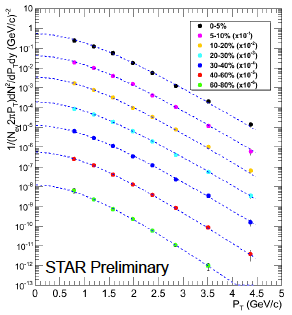 1/(N 2πP_T)dN²/dP_T dy (GeV/c)⁻²
10
1
10⁻¹
10⁻²
10⁻³
10⁻⁴
10⁻⁵
10⁻⁶
10⁻⁷
10⁻⁸
10⁻⁹
10⁻¹⁰
10⁻¹¹
10⁻¹²
10⁻¹³
0-5%
5-10% (x10⁻¹)
10-20% (x10⁻²)
20-30% (x10⁻³)
30-40% (x10⁻⁴)
40-60% (x10⁻⁵)
60-80% (x10⁻⁶)
STAR Preliminary
0 0.5 1 1.5 2 2.5 3 3.5 4 4.5 5
P_T (GeV/c)